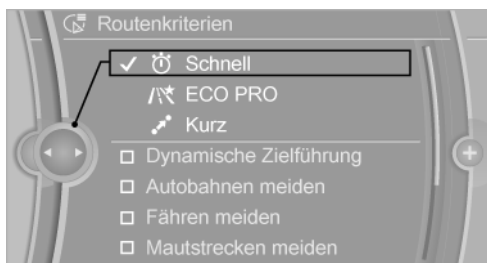 Routenkriterien
Schnell
ECO PRO
Kurz
Dynamische Zielführung
Autobahnen meiden
Fähren meiden
Mautstrecken meiden